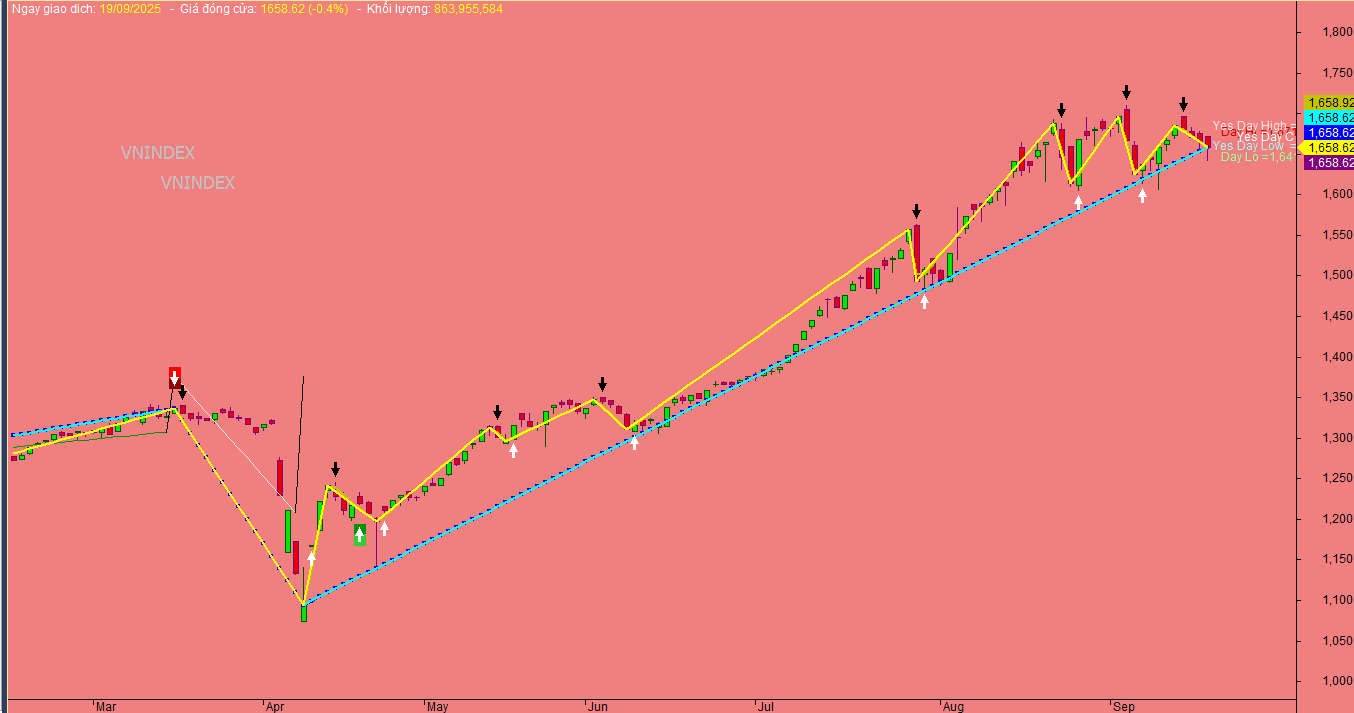 Ngay giao dich: 19/09/2025 - Giá đóng cửa: 1658.62 (-0.4%) - Khối lượng: 863,955,584
1,800
1,750
1,658.92
1,658.62
Yes Day High =
1,658.62
Yes Day C
Yes Day Low =
1,658.62
VNINDEX
Day Lo =1,64
1,658.62
VNINDEX
1,600
1,550
1,500
1,450
1,400
1,350
1,300
1,250
1,200
1,150
1,100
1,050
1,000
Mar Apr May Jun Jul Aug Sep